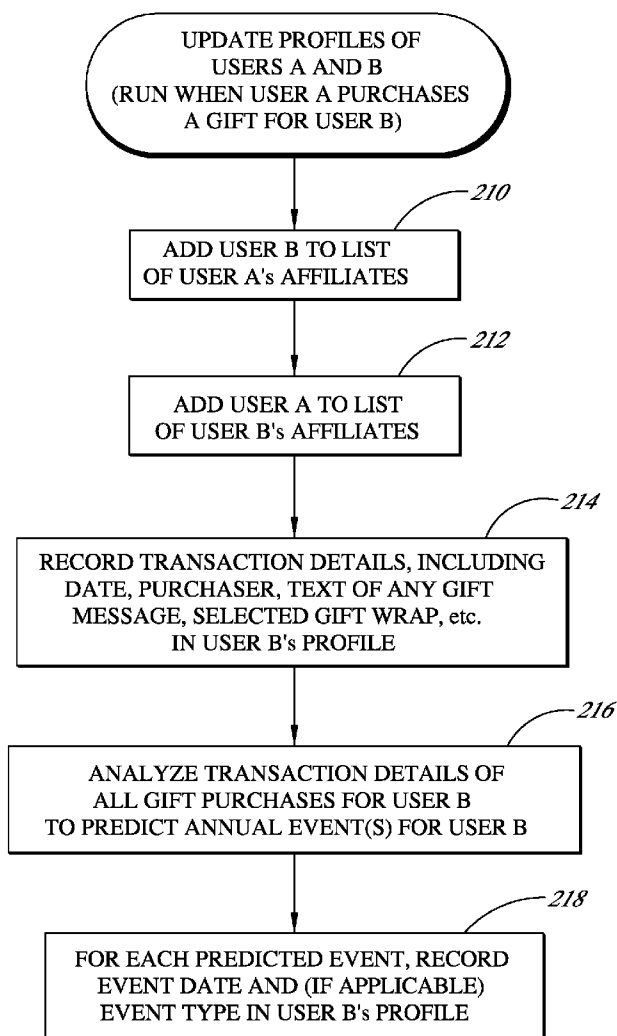 UPDATE PROFILES OF
USERS A AND B
(RUN WHEN USER A PURCHASES
A GIFT FOR USER B)
210
ADD USER B TO LIST
OF USER A's AFFILIATES
212
ADD USER A TO LIST
OF USER B's AFFILIATES
214
RECORD TRANSACTION DETAILS, INCLUDING
DATE, PURCHASER, TEXT OF ANY GIFT
MESSAGE, SELECTED GIFT WRAP, etc.
IN USER B's PROFILE
216
ANALYZE TRANSACTION DETAILS OF
ALL GIFT PURCHASES FOR USER B
TO PREDICT ANNUAL EVENT(S) FOR USER B
218
FOR EACH PREDICTED EVENT, RECORD
EVENT DATE AND (IF APPLICABLE)
EVENT TYPE IN USER B's PROFILE